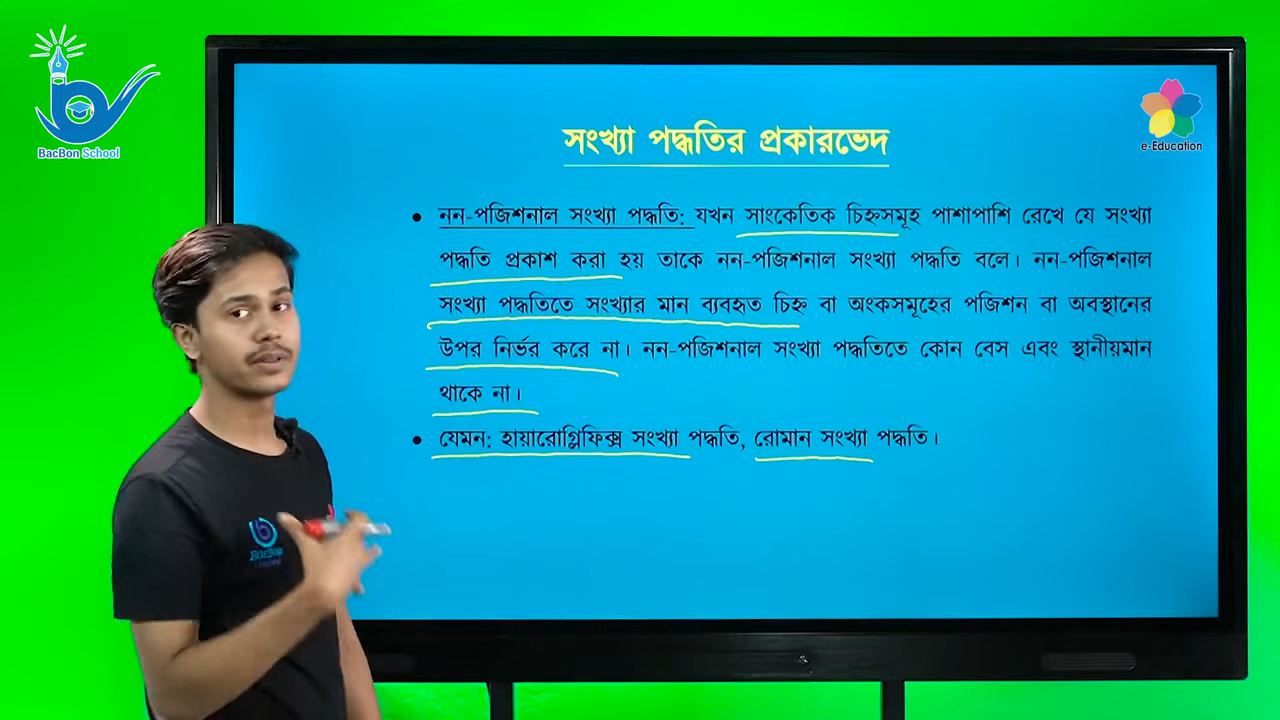 BacBon School
e-Education
সংখ্যা পদ্ধতির প্রকারভেদ
• নন-পজিশনাল সংখ্যা পদ্ধতি: যখন সাংকেতিক চিহ্নসমূহ পাশাপাশি রেখে যে সংখ্যা
পদ্ধতি প্রকাশ করা হয় তাকে নন-পজিশনাল সংখ্যা পদ্ধতি বলে। নন-পজিশনাল
সংখ্যা পদ্ধতিতে সংখ্যার মান ব্যবহৃত চিহ্ন বা অংকসমূহের পজিশন বা অবস্থানের
উপর নির্ভর করে না। নন-পজিশনাল সংখ্যা পদ্ধতিতে কোন বেস এবং স্থানীয়মান
থাকে না।
• যেমন: হায়ারোগ্লিফিক্স সংখ্যা পদ্ধতি, রোমান সংখ্যা পদ্ধতি।
BacBon